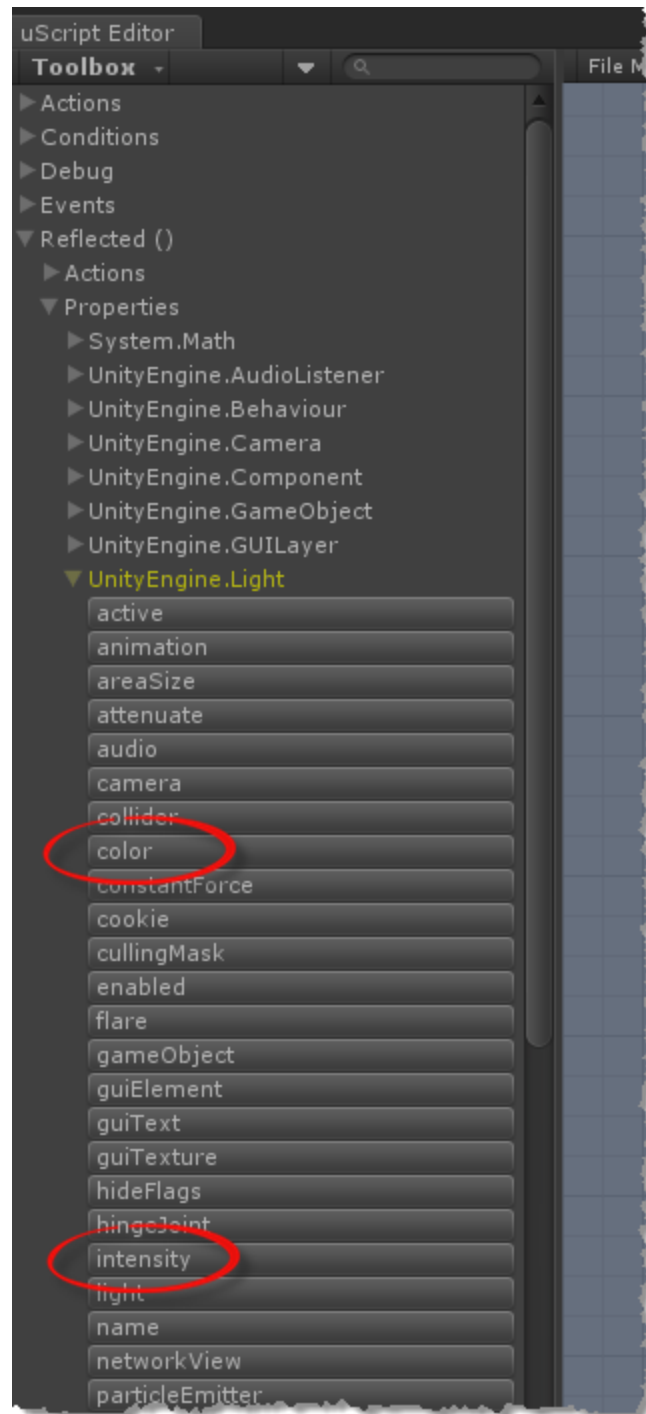 uScript Editor
Toolbox
File M
Actions
Conditions
Debug
Events
Reflected ()
Actions
Properties
System.Math
UnityEngine.AudioListener
UnityEngine.Behaviour
UnityEngine.Camera
UnityEngine.Component
UnityEngine.GameObject
UnityEngine.GUILayer
UnityEngine.Light
active
animation
areaSize
attenuate
audio
camera
collider
color
constantForce
cookie
cullingMask
enabled
flare
gameObject
guiElement
guiText
guiTexture
hideFlags
hingeJoint
intensity
light
name
networkView
particleEmitter